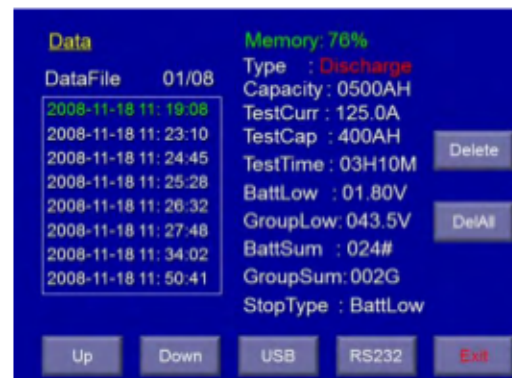 Data
DataFile 01/08
2008-11-18 11: 19:08
2008-11-18 11: 23:10
2008-11-18 11: 24:45
2008-11-18 11: 25:28
2008-11-18 11: 26:32
2008-11-18 11: 27:48
2008-11-18 11: 34:02
2008-11-18 11: 50:41
Memory: 76%
Type : Discharge
Capacity : 0500AH
TestCurr : 125.0A
TestCap : 400AH
TestTime : 03H10M
BattLow : 01.80V
GroupLow: 043.5V
BattSum : 024#
GroupSum: 002G
StopType : BattLow
Delete
DelAll
Up Down USB RS232 Exit